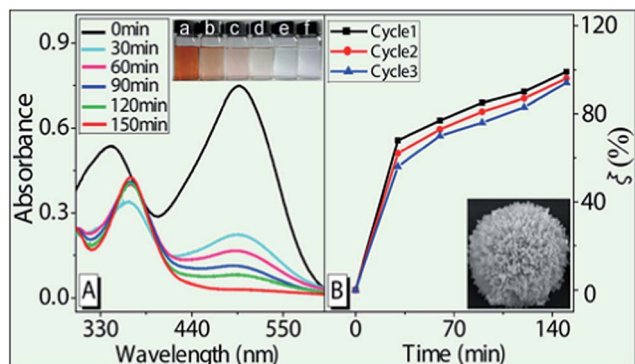 0.9
0.6
0.3
0.0
Absorbance
0min
30min
60min
90min
120min
150min
a b c d e f
A
330 440 550
Wavelength (nm)
Cycle1
Cycle2
Cycle3
B
0 70 140
Time (min)
120
80
40
0
ξ (%)